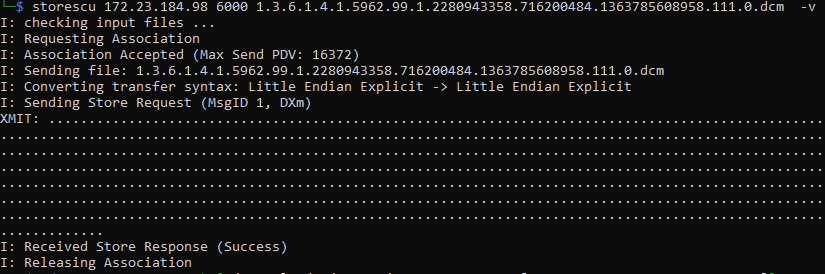 └─$ storescu 172.23.184.98 6000 1.3.6.1.4.1.5962.99.1.2280943358.716200484.1363785608958.111.0.dcm -v
I: checking input files ...
I: Requesting Association
I: Association Accepted (Max Send PDV: 16372)
I: Sending file: 1.3.6.1.4.1.5962.99.1.2280943358.716200484.1363785608958.111.0.dcm
I: Converting transfer syntax: Little Endian Explicit -> Little Endian Explicit
I: Sending Store Request (MsgID 1, DXm)
XMIT: ..................................................................................................
........................................................................................................
........................................................................................................
........................................................................................................
........................................................................................................
........................................................................................................
........................................................................................................
.............
I: Received Store Response (Success)
I: Releasing Association